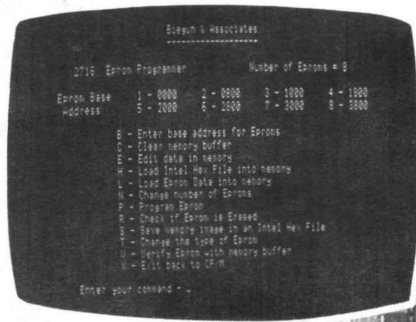 Biegun & Associates
2716 Eprom Programmer Number of Eproms = 8
Eprom Base 1 - 0000 2 - 0800 3 - 1000 4 - 1800
Address 5 - 2000 6 - 2800 7 - 3000 8 - 3800
B - Enter base address for Eproms
C - Clear memory buffer
E - Edit data in memory
H - Load Intel Hex File into memory
L - Load Eprom Data into memory
N - Change number of Eproms
P - Program Eprom
R - Check if Eprom is Erased
S - Save memory image in an Intel Hex File
T - Change the type of Eprom
V - Verify Eprom with memory buffer
X - Exit back to CP/M
Enter your command -